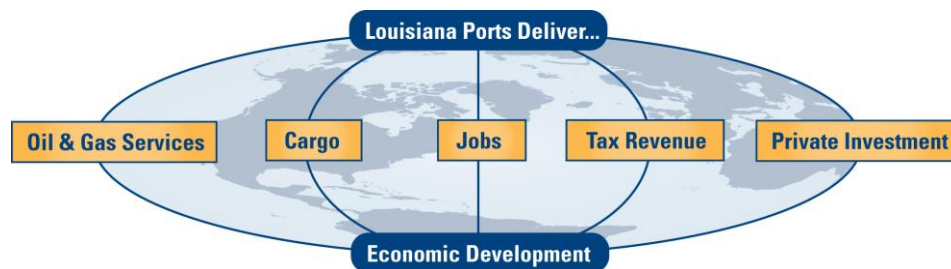 Louisiana Ports Deliver...
Oil & Gas Services
Cargo
Jobs
Tax Revenue
Private Investment
Economic Development